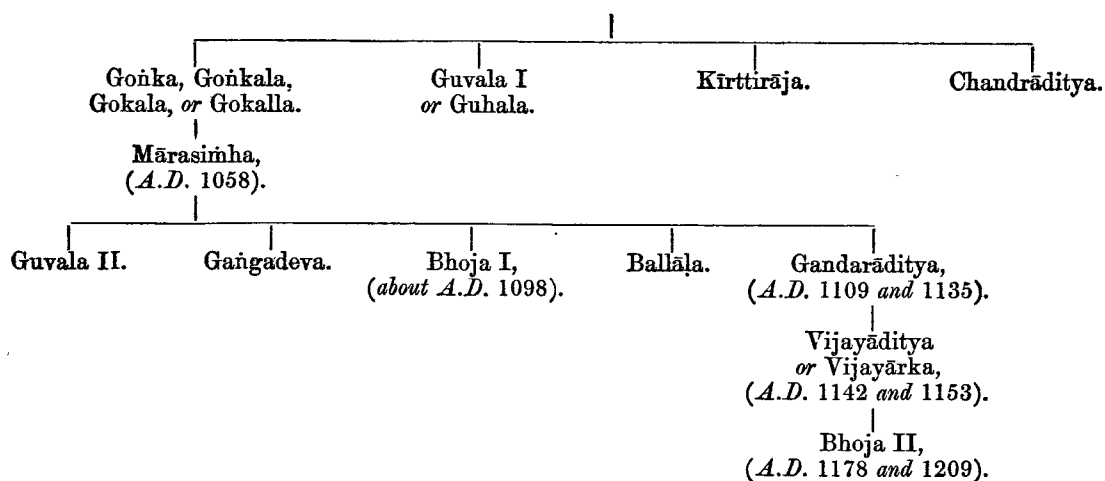 Goṅka, Goṅkala,
Gokala, or Gokalla.
Guvala I
or Guhala.
Kīrttirāja.
Chandrāditya.
Mārasiṁha,
(A.D. 1058).
Guvala II.
Gaṅgadeva.
Bhoja I,
(about A.D. 1098).
Ballāḷa.
Gandarāditya,
(A.D. 1109 and 1135).
Vijayāditya
or Vijayārka,
(A.D. 1142 and 1153).
Bhoja II,
(A.D. 1178 and 1209).